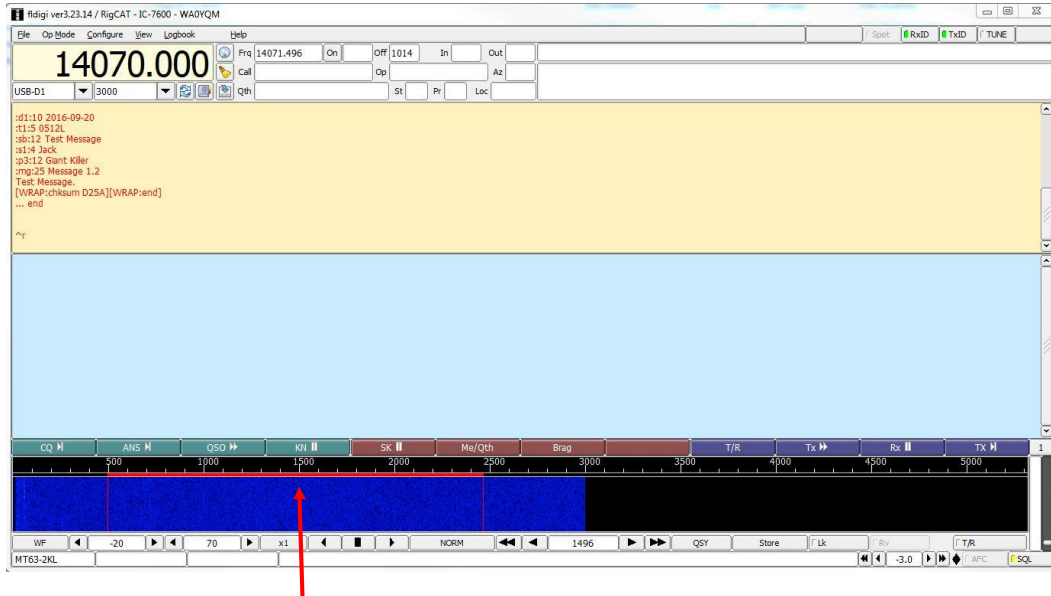 fldigi ver3.23.14 / RigCAT - IC-7600 - WA0YQM
File Op Mode Configure View Logbook Help Spot RxID TxID TUNE
14070.000
Frq 14071.496 On Off 1014 In Out
Call Op Az
USB-D1 3000 Qth St Pr Loc
:d1:10 2016-09-20
:t1:5 0512L
:sb:12 Test Message
:s1:4 Jack
:p3:12 Giant Killer
:mg:25 Message 1.2
Test Message.
[WRAP:chksum D25A][WRAP:end]
... end
^r
CQ ANS QSO KN SK Me/Qth Brag T/R Tx Rx TX 1
500 1000 1500 2000 2500 3000 3500 4000 4500 5000
WF -20 70 x1 NORM 1496 QSY Store Lk Rv T/R
MT63-2KL -3.0 AFC SQL